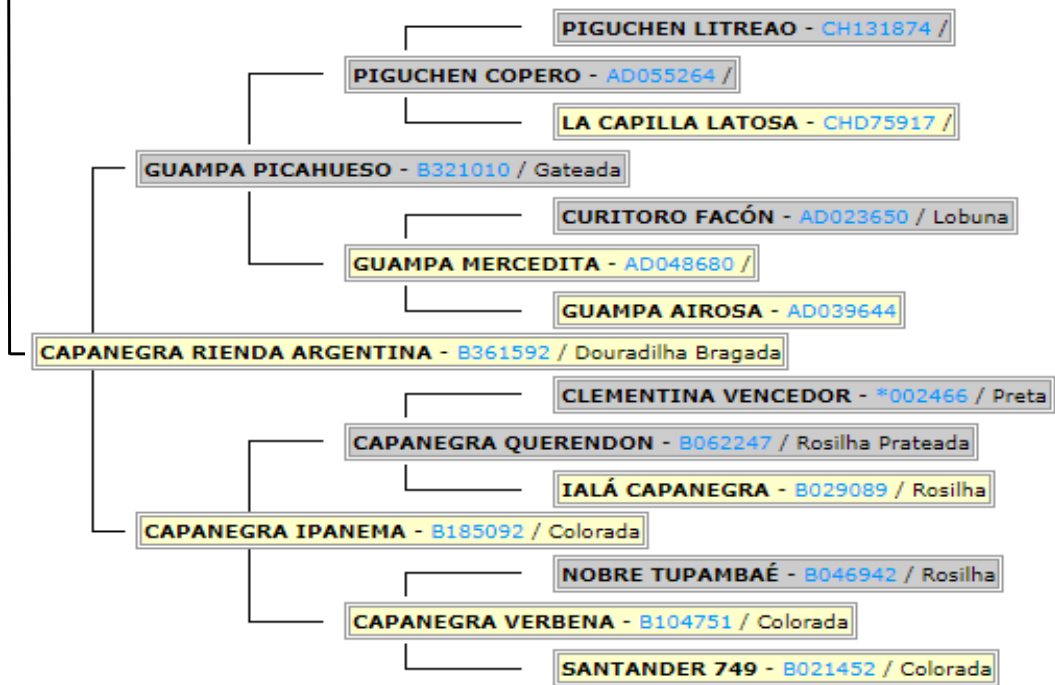 PIGUCHEN LITREAO - CH131874 /
PIGUCHEN COPERO - AD055264 /
LA CAPILLA LATOSA - CHD75917 /
GUAMPA PICAHUESO - B321010 / Gateada
CURITORO FACÓN - AD023650 / Lobuna
GUAMPA MERCEDITA - AD048680 /
GUAMPA AIROSA - AD039644
CAPANEGRA RIENDA ARGENTINA - B361592 / Douradilha Bragada
CLEMENTINA VENCEDOR - *002466 / Preta
CAPANEGRA QUERENDON - B062247 / Rosilha Prateada
IALÁ CAPANEGRA - B029089 / Rosilha
CAPANEGRA IPANEMA - B185092 / Colorada
NOBRE TUPAMBAÉ - B046942 / Rosilha
CAPANEGRA VERBENA - B104751 / Colorada
SANTANDER 749 - B021452 / Colorada